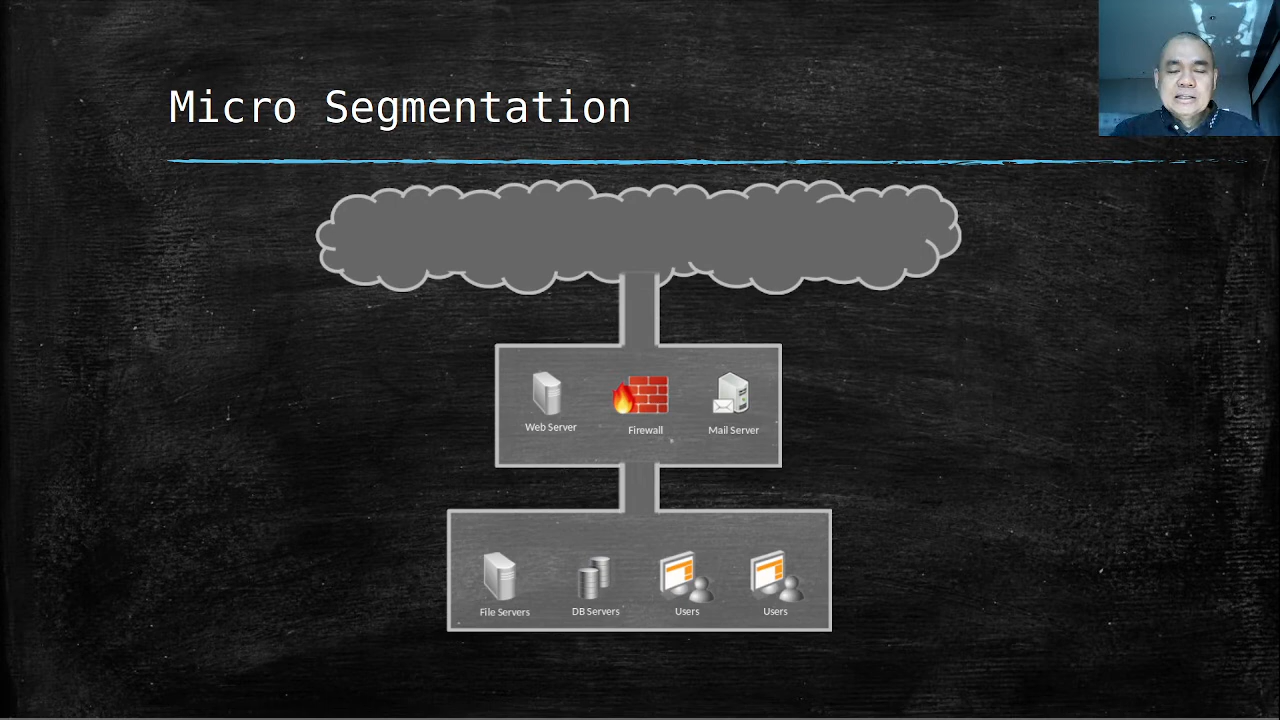 Micro Segmentation
Web Server
Firewall
Mail Server
File Servers
DB Servers
Users
Users